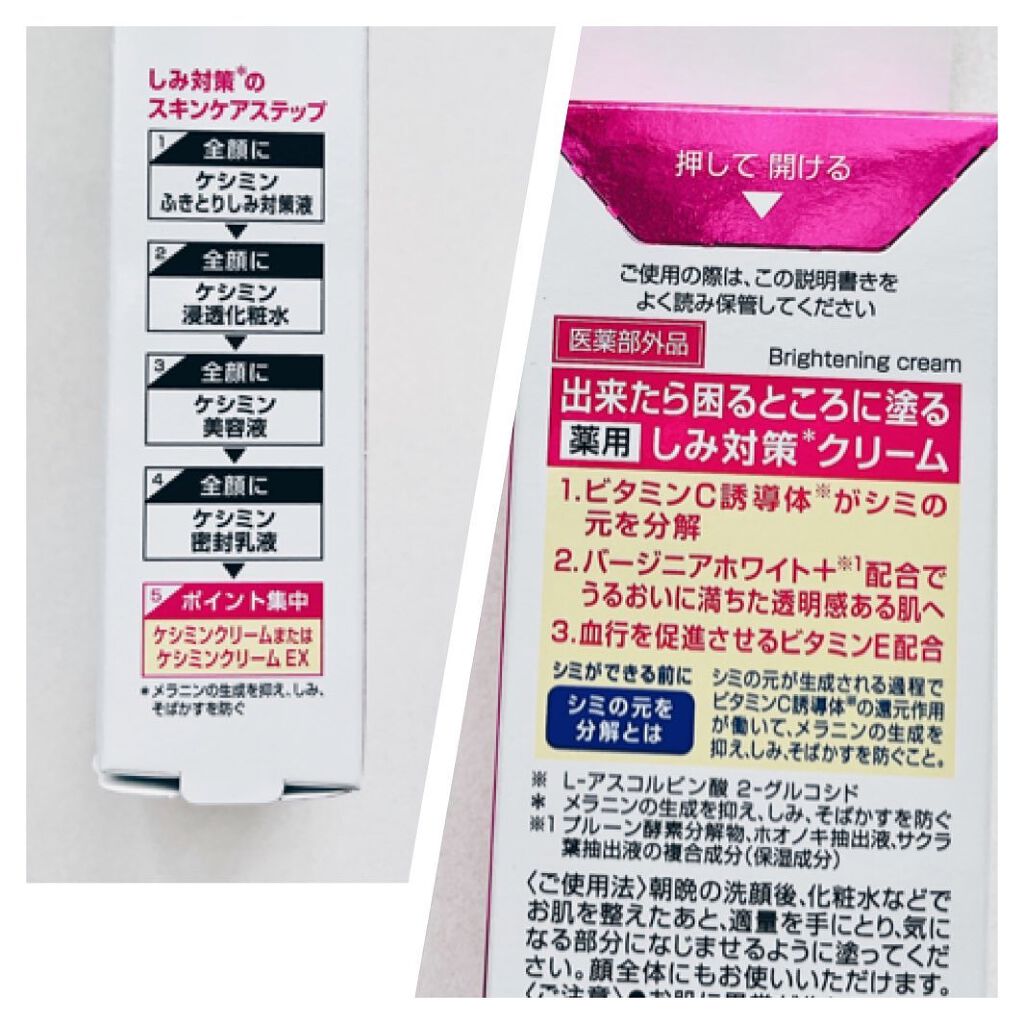 しみ対策*の
スキンケアステップ
1 全顔に
ケシミン
ふきとりしみ対策液
2 全顔に
ケシミン
浸透化粧水
3 全顔に
ケシミン
美容液
4 全顔に
ケシミン
密封乳液
5 ポイント集中
ケシミンクリームまたは
ケシミンクリーム EX
*メラニンの生成を抑え、しみ、
そばかすを防ぐ
押して 開ける
ご使用の際は、この説明書きを
よく読み保管してください
医薬部外品
Brightening cream
出来たら困るところに塗る
薬用 しみ対策*クリーム
1.ビタミンC誘導体※がシミの
元を分解
2.バージニアホワイト+※1配合で
うるおいに満ちた透明感ある肌へ
3.血行を促進させるビタミンE配合
シミができる前に
シミの元を
分解とは
シミの元が生成される過程で
ビタミンC誘導体※の還元作用
が働いて、メラニンの生成を
抑え、しみ、そばかすを防ぐこと。
※ L-アスコルビン酸 2-グルコシド
* メラニンの生成を抑え、しみ、そばかすを防ぐ
※1 プルーン酵素分解物、ホオノキ抽出液、サクラ
葉抽出液の複合成分(保湿成分)
〈ご使用法〉朝晩の洗顔後、化粧水などで
お肌を整えたあと、適量を手にとり、気に
なる部分になじませるように塗ってくだ
さい。顔全体にもお使いいただけます。
〈ご注意〉●お肌に異常が